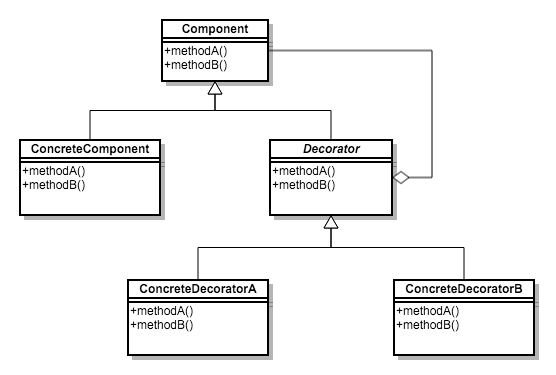 Component
+methodA()
+methodB()
ConcreteComponent
+methodA()
+methodB()
Decorator
+methodA()
+methodB()
ConcreteDecoratorA
+methodA()
+methodB()
ConcreteDecoratorB
+methodA()
+methodB()